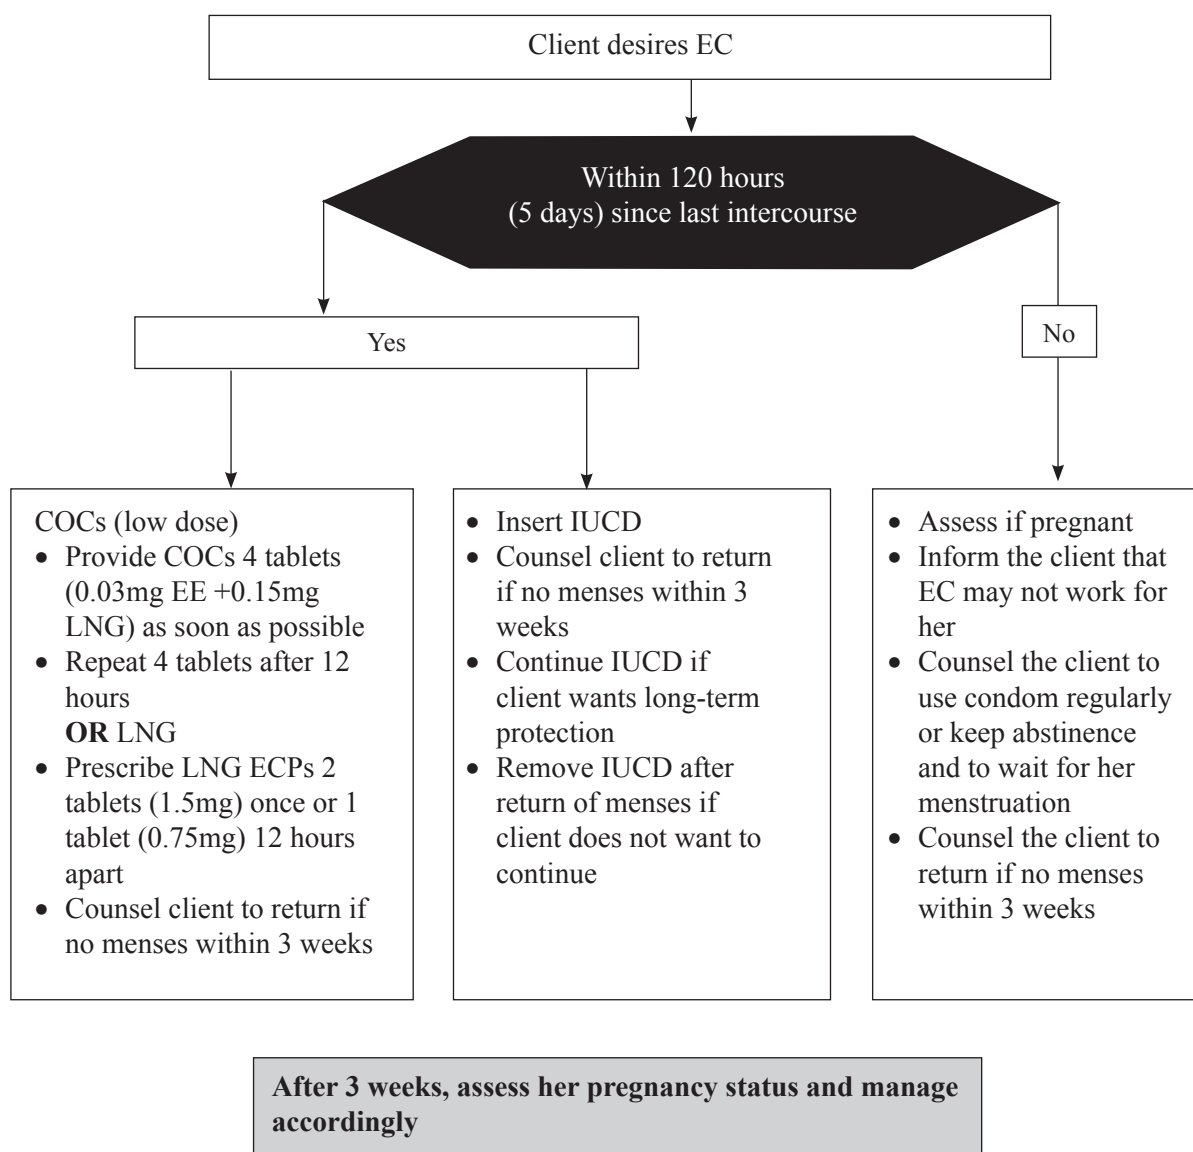 Client desires EC
Within 120 hours
(5 days) since last intercourse
Yes
No
COCs (low dose)
• Provide COCs 4 tablets
(0.03mg EE +0.15mg
LNG) as soon as possible
• Repeat 4 tablets after 12
hours
OR LNG
• Prescribe LNG ECPs 2
tablets (1.5mg) once or 1
tablet (0.75mg) 12 hours
apart
• Counsel client to return if
no menses within 3 weeks
• Insert IUCD
• Counsel client to return
if no menses within 3
weeks
• Continue IUCD if
client wants long-term
protection
• Remove IUCD after
return of menses if
client does not want to
continue
• Assess if pregnant
• Inform the client that
EC may not work for
her
• Counsel the client to
use condom regularly
or keep abstinence
and to wait for her
menstruation
• Counsel the client to
return if no menses
within 3 weeks
After 3 weeks, assess her pregnancy status and manage
accordingly